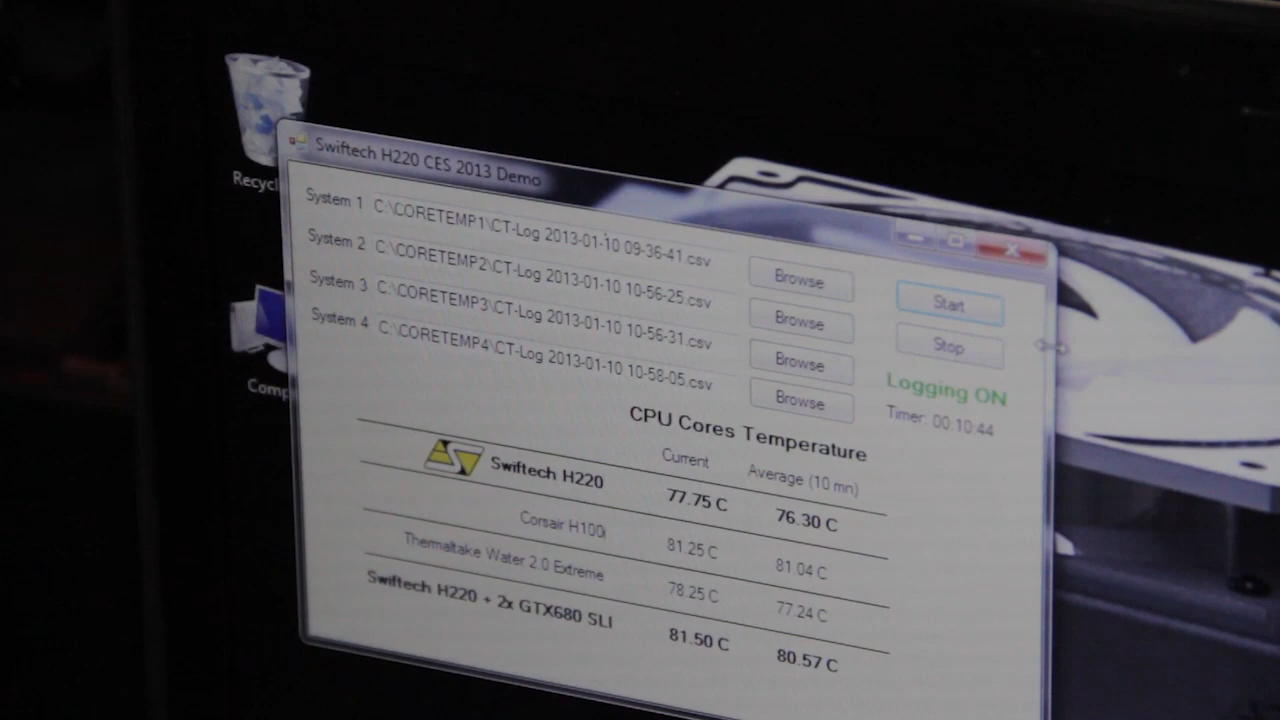 Swiftech H220 CES 2013 Demo
Recycl
System 1 C:\CORETEMP1\CT-Log 2013-01-10 09-36-41.csv Browse
System 2 C:\CORETEMP2\CT-Log 2013-01-10 10-56-25.csv Browse
System 3 C:\CORETEMP3\CT-Log 2013-01-10 10-56-31.csv Browse
System 4 C:\CORETEMP4\CT-Log 2013-01-10 10-58-05.csv Browse
Start
Stop
Comp
Logging ON
Timer: 00:10:44
CPU Cores Temperature
Current Average (10 mn)
Swiftech H220 77.75 C 76.30 C
Corsair H100i 81.25 C 81.04 C
Thermaltake Water 2.0 Extreme 78.25 C 77.24 C
Swiftech H220 + 2x GTX680 SLI 81.50 C 80.57 C